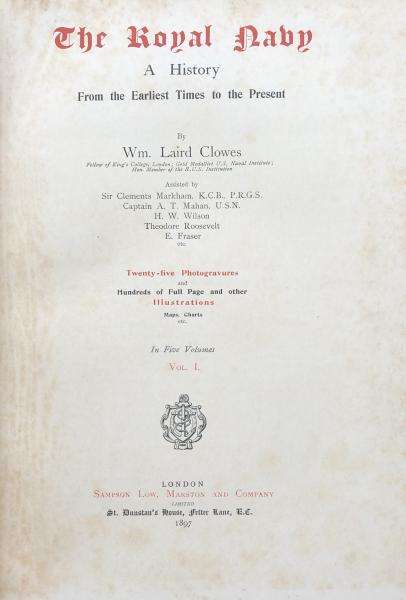 The Royal Navy
A History
From the Earliest Times to the Present
By
Wm. Laird Clowes
Fellow of King's College, London; Gold Medallist U.S. Naval Institute;
Hon. Member of the R.U.S. Institution
Assisted by
Sir Clements Markham, K.C.B., P.R.G.S.
Captain A. T. Mahan, U.S.N.
H. W. Wilson
Theodore Roosevelt
E. Fraser
etc.
Twenty-five Photogravures
and
Hundreds of Full Page and other
Illustrations
Maps, Charts
etc.
In Five Volumes
Vol. I.
LONDON
Sampson Low, Marston and Company
LIMITED
St. Dunstan's House, Fetter Lane, E.C.
1897